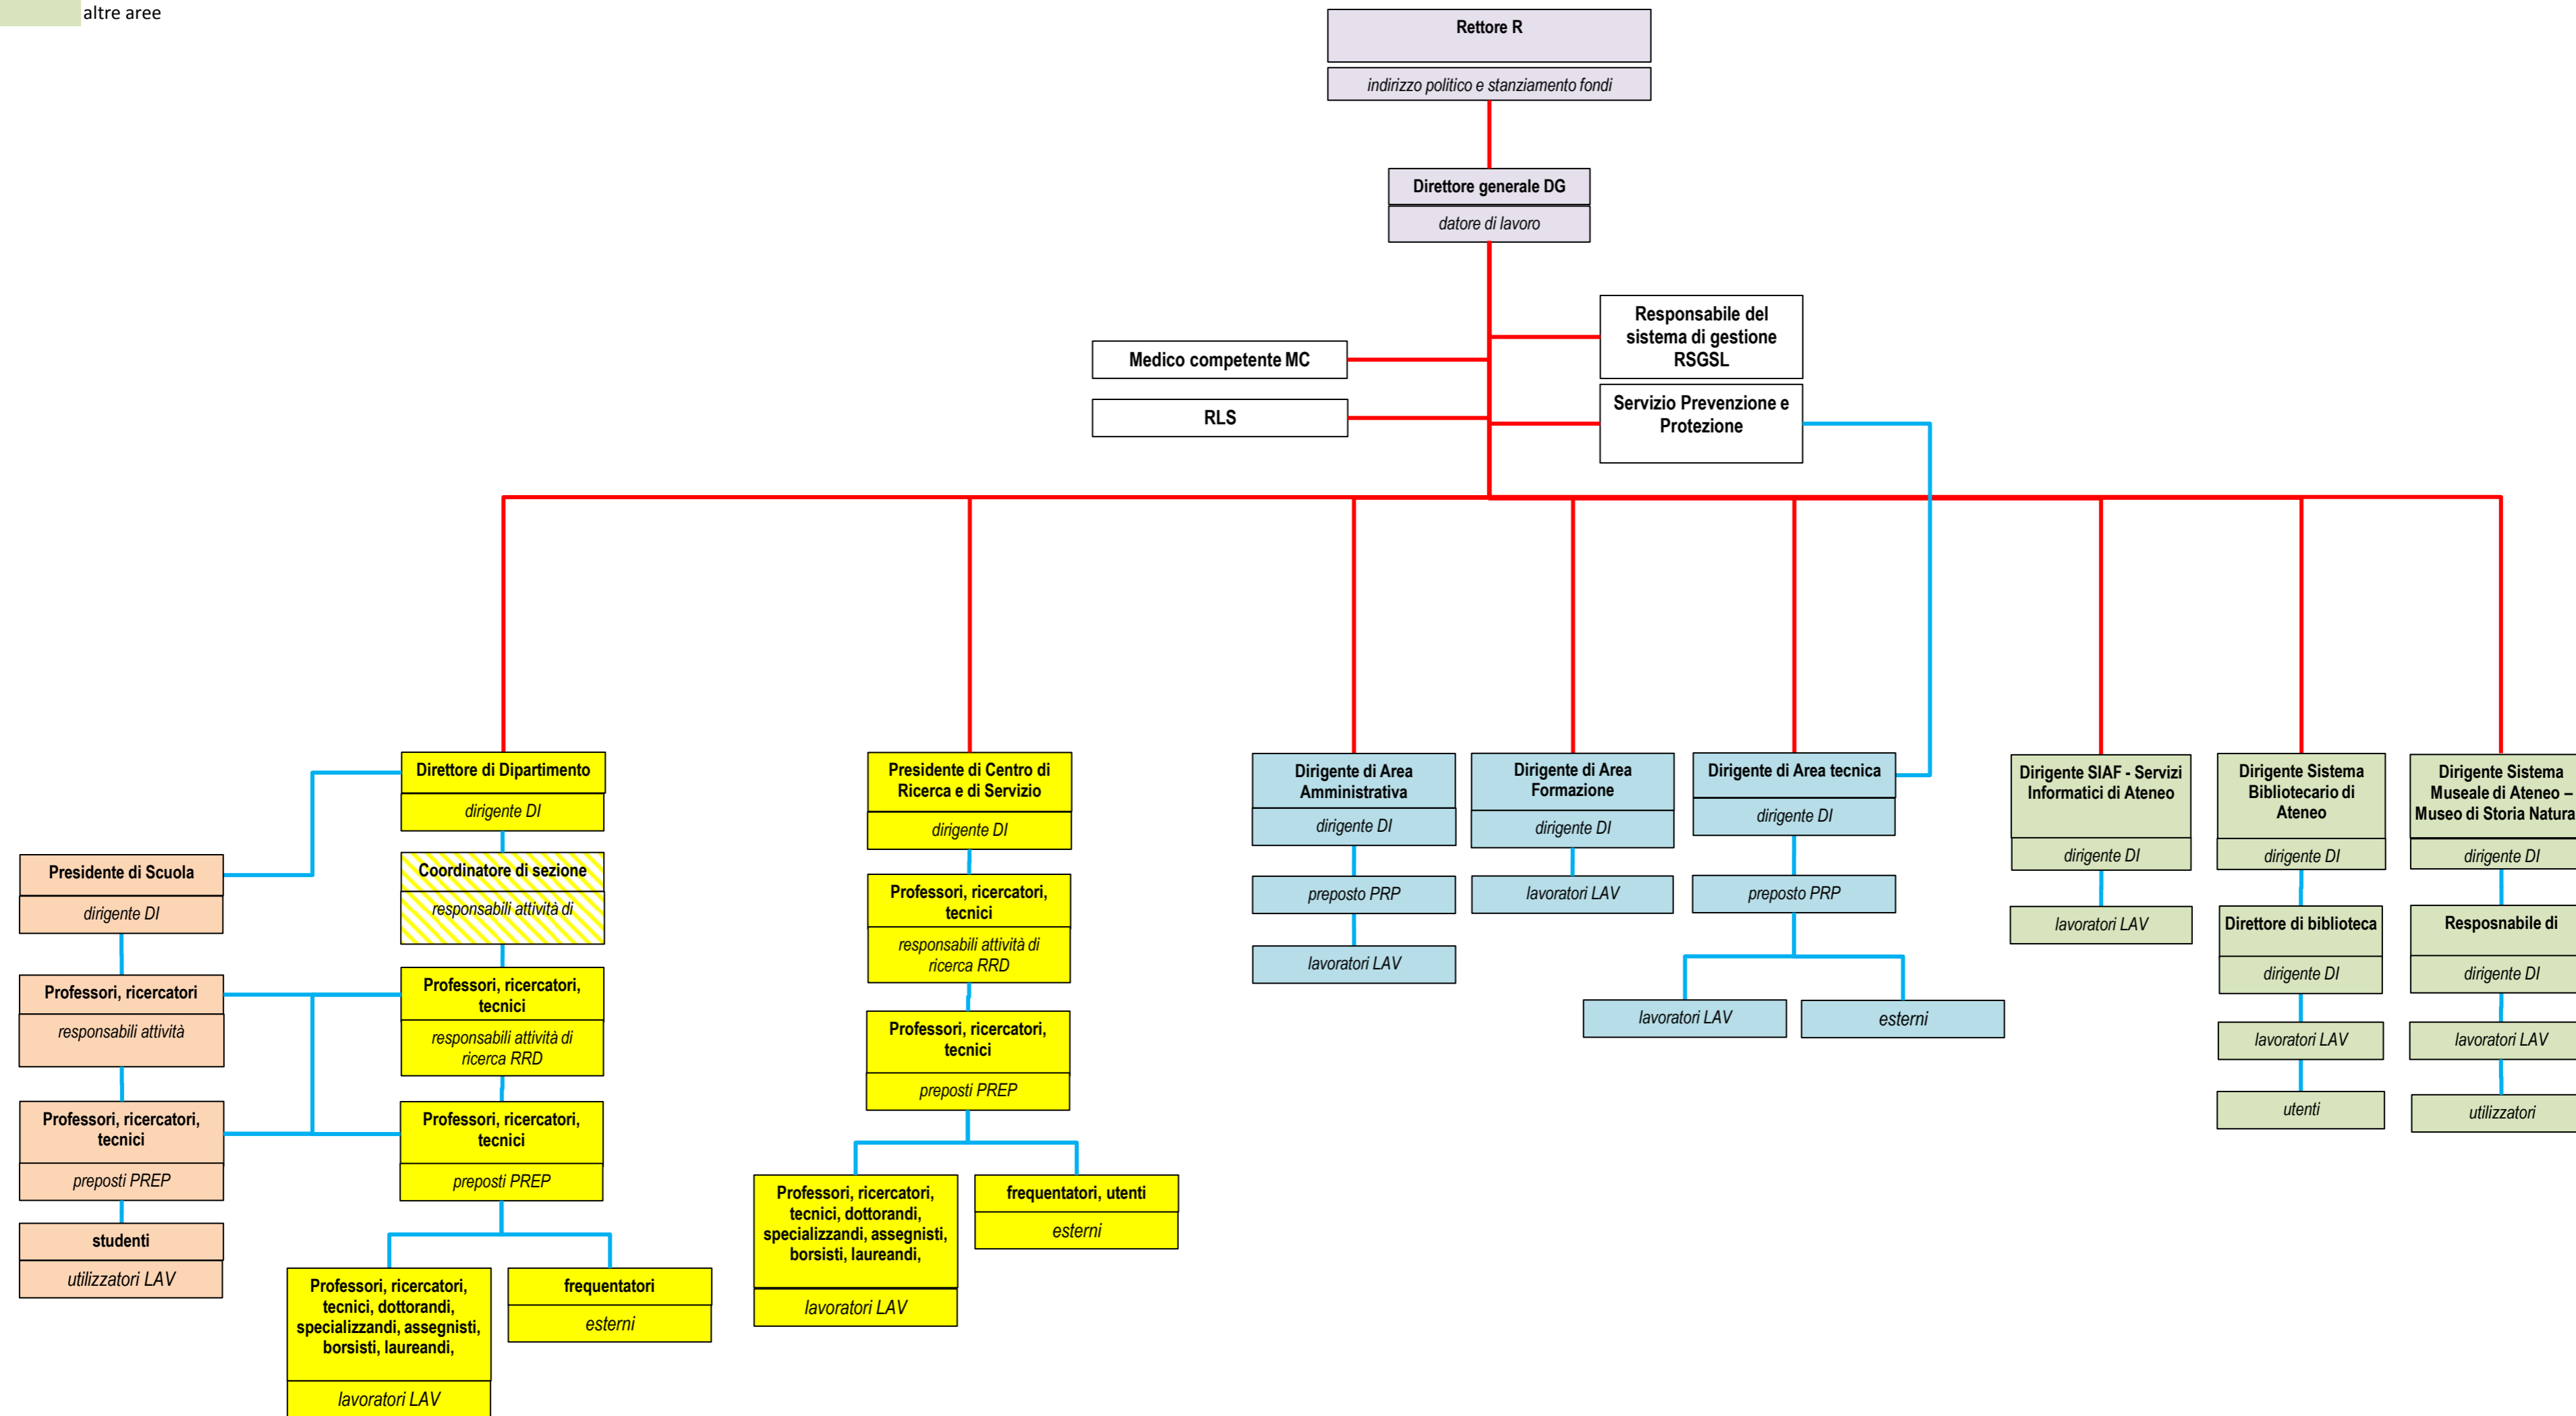 altre aree
Rettore R
indirizzo politico e stanziamento fondi
Direttore generale DG
datore di lavoro
Responsabile del
sistema di gestione
RSGSL
Medico competente MC
Servizio Prevenzione e
Protezione
RLS
Direttore di Dipartimento
dirigente DI
Coordinatore di sezione
responsabili attività di
Presidente di Scuola
dirigente DI
Professori, ricercatori
responsabili attività
Professori, ricercatori,
tecnici
preposti PREP
studenti
utilizzatori LAV
Professori, ricercatori,
tecnici
responsabili attività di
ricerca RRD
Professori, ricercatori,
tecnici
preposti PREP
Professori, ricercatori,
tecnici, dottorandi,
specializzandi, assegnisti,
borsisti, laureandi,
lavoratori LAV
frequentatori
esterni
Presidente di Centro di
Ricerca e di Servizio
dirigente DI
Professori, ricercatori,
tecnici
responsabili attività di
ricerca RRD
Professori, ricercatori,
tecnici
preposti PREP
Professori, ricercatori,
tecnici, dottorandi,
specializzandi, assegnisti,
borsisti, laureandi,
lavoratori LAV
frequentatori, utenti
esterni
Dirigente di Area
Amministrativa
dirigente DI
preposto PRP
lavoratori LAV
Dirigente di Area
Formazione
dirigente DI
lavoratori LAV
Dirigente di Area tecnica
dirigente DI
preposto PRP
lavoratori LAV
esterni
Dirigente SIAF - Servizi
Informatici di Ateneo
dirigente DI
lavoratori LAV
Dirigente Sistema
Bibliotecario di
Ateneo
dirigente DI
Direttore di biblioteca
dirigente DI
lavoratori LAV
utenti
Dirigente Sistema
Museale di Ateneo –
Museo di Storia Natura
dirigente DI
Resposnabile di
dirigente DI
lavoratori LAV
utilizzatori